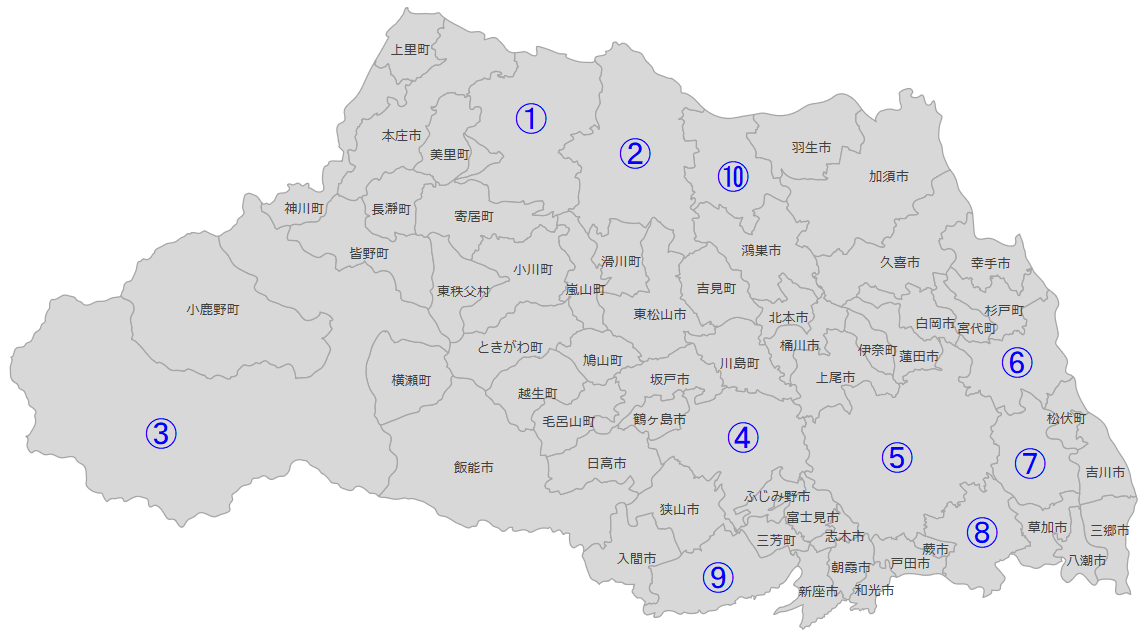 上里町
①
本庄市
美里町
②
⑩
羽生市
加須市
神川町
長瀞町
寄居町
皆野町
鴻巣市
小川町
滑川町
久喜市
幸手市
東秩父村
嵐山町
吉見町
小鹿野町
東松山市
北本市
杉戸町
白岡市
宮代町
ときがわ町
鳩山町
川島町
桶川市
伊奈町
蓮田市
⑥
横瀬町
坂戸市
上尾市
越生町
毛呂山町
鶴ヶ島市
松伏町
③
④
⑤
⑦
飯能市
日高市
吉川市
ふじみ野市
狭山市
富士見市
草加市
三郷市
三芳町
志木市
⑧
入間市
蕨市
八潮市
⑨
朝霞市
戸田市
新座市
和光市